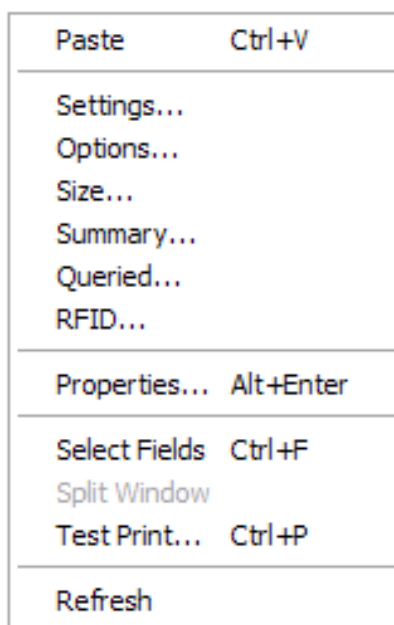 Paste Ctrl+V
Settings...
Options...
Size...
Summary...
Queried...
RFID...
Properties... Alt+Enter
Select Fields Ctrl+F
Split Window
Test Print... Ctrl+P
Refresh